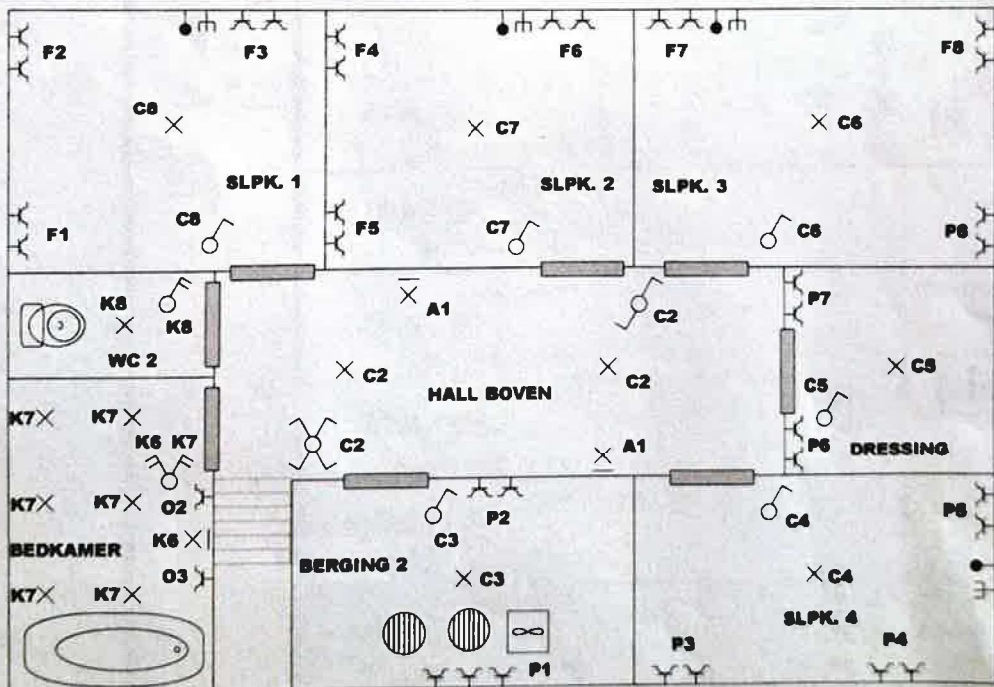 F2 F3 F4 F6 F7 F8
C8 C7 C6
SLPK. 1 SLPK. 2 SLPK. 3
F1 C8 F5 C7 C6 P8
K8 K8 A1 C2 P7
WC 2 C2 C2 C5 C5
HALL BOVEN
K7 K7 K6 K7 C2 A1 P6 DRESSING
K7 K7 O2 P2 C4 P8
BEDKAMER K6 C3
BERGING 2
O3 C3 C4
K7 K7 SLPK. 4
P1 P3 P4